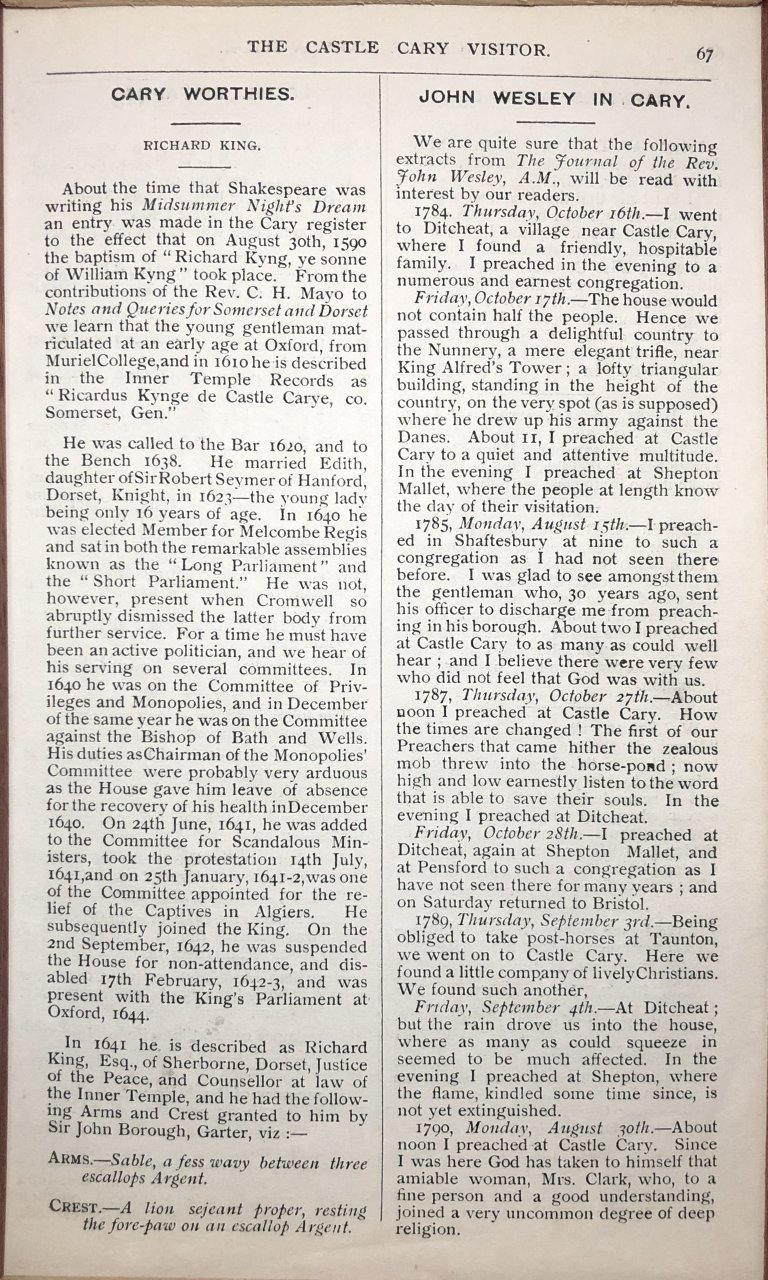 THE CASTLE CARY VISITOR.
67
CARY WORTHIES.
RICHARD KING.
About the time that Shakespeare was
writing his Midsummer Night's Dream
an entry was made in the Cary register
to the effect that on August 30th, 1590
the baptism of " Richard Kyng, ye sonne
of William Kyng " took place. From the
contributions of the Rev. C. H. Mayo to
Notes and Queries for Somerset and Dorset
we learn that the young gentleman mat-
riculated at an early age at Oxford, from
MurielCollege,and in 1610 he is described
in the Inner Temple Records as
" Ricardus Kynge de Castle Carye, co.
Somerset, Gen."
He was called to the Bar 1620, and to
the Bench 1638. He married Edith,
daughter of Sir Robert Seymer of Hanford,
Dorset, Knight, in 1623—the young lady
being only 16 years of age. In 1640 he
was elected Member for Melcombe Regis
and sat in both the remarkable assemblies
known as the " Long Parliament " and
the " Short Parliament." He was not,
however, present when Cromwell so
abruptly dismissed the latter body from
further service. For a time he must have
been an active politician, and we hear of
his serving on several committees. In
1640 he was on the Committee of Priv-
ileges and Monopolies, and in December
of the same year he was on the Committee
against the Bishop of Bath and Wells.
His duties as Chairman of the Monopolies'
Committee were probably very arduous
as the House gave him leave of absence
for the recovery of his health in December
1640. On 24th June, 1641, he was added
to the Committee for Scandalous Min-
isters, took the protestation 14th July,
1641,and on 25th January, 1641-2,was one
of the Committee appointed for the re-
lief of the Captives in Algiers. He
subsequently joined the King. On the
2nd September, 1642, he was suspended
the House for non-attendance, and dis-
abled 17th February, 1642-3, and was
present with the King's Parliament at
Oxford, 1644.
In 1641 he is described as Richard
King, Esq., of Sherborne, Dorset, Justice
of the Peace, and Counsellor at law of
the Inner Temple, and he had the follow-
ing Arms and Crest granted to him by
Sir John Borough, Garter, viz :—
ARMS.—Sable, a fess wavy between three
escallops Argent.
CREST.—A lion sejeant proper, resting
the fore-paw on an escallop Argent.
JOHN WESLEY IN CARY.
We are quite sure that the following
extracts from The Journal of the Rev.
John Wesley, A.M., will be read with
interest by our readers.
1784. Thursday, October 16th.—I went
to Ditcheat, a village near Castle Cary,
where I found a friendly, hospitable
family. I preached in the evening to a
numerous and earnest congregation.
Friday, October 17th.—The house would
not contain half the people. Hence we
passed through a delightful country to
the Nunnery, a mere elegant trifle, near
King Alfred's Tower ; a lofty triangular
building, standing in the height of the
country, on the very spot (as is supposed)
where he drew up his army against the
Danes. About 11, I preached at Castle
Cary to a quiet and attentive multitude.
In the evening I preached at Shepton
Mallet, where the people at length know
the day of their visitation.
1785, Monday, August 15th.—I preach-
ed in Shaftesbury at nine to such a
congregation as I had not seen there
before. I was glad to see amongst them
the gentleman who, 30 years ago, sent
his officer to discharge me from preach-
ing in his borough. About two I preached
at Castle Cary to as many as could well
hear ; and I believe there were very few
who did not feel that God was with us.
1787, Thursday, October 27th.—About
noon I preached at Castle Cary. How
the times are changed ! The first of our
Preachers that came hither the zealous
mob threw into the horse-pond ; now
high and low earnestly listen to the word
that is able to save their souls. In the
evening I preached at Ditcheat.
Friday, October 28th.—I preached at
Ditcheat, again at Shepton Mallet, and
at Pensford to such a congregation as I
have not seen there for many years ; and
on Saturday returned to Bristol.
1789, Thursday, September 3rd.—Being
obliged to take post-horses at Taunton,
we went on to Castle Cary. Here we
found a little company of lively Christians.
We found such another,
Friday, September 4th.—At Ditcheat ;
but the rain drove us into the house,
where as many as could squeeze in
seemed to be much affected. In the
evening I preached at Shepton, where
the flame, kindled some time since, is
not yet extinguished.
1790, Monday, August 30th.—About
noon I preached at Castle Cary. Since
I was here God has taken to himself that
amiable woman, Mrs. Clark, who, to a
fine person and a good understanding,
joined a very uncommon degree of deep
religion.